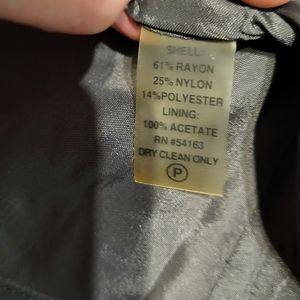 SHELL:
61% RAYON
25% NYLON
14%POLYESTER
LINING:
100% ACETATE
RN #54163
DRY CLEAN ONLY
P